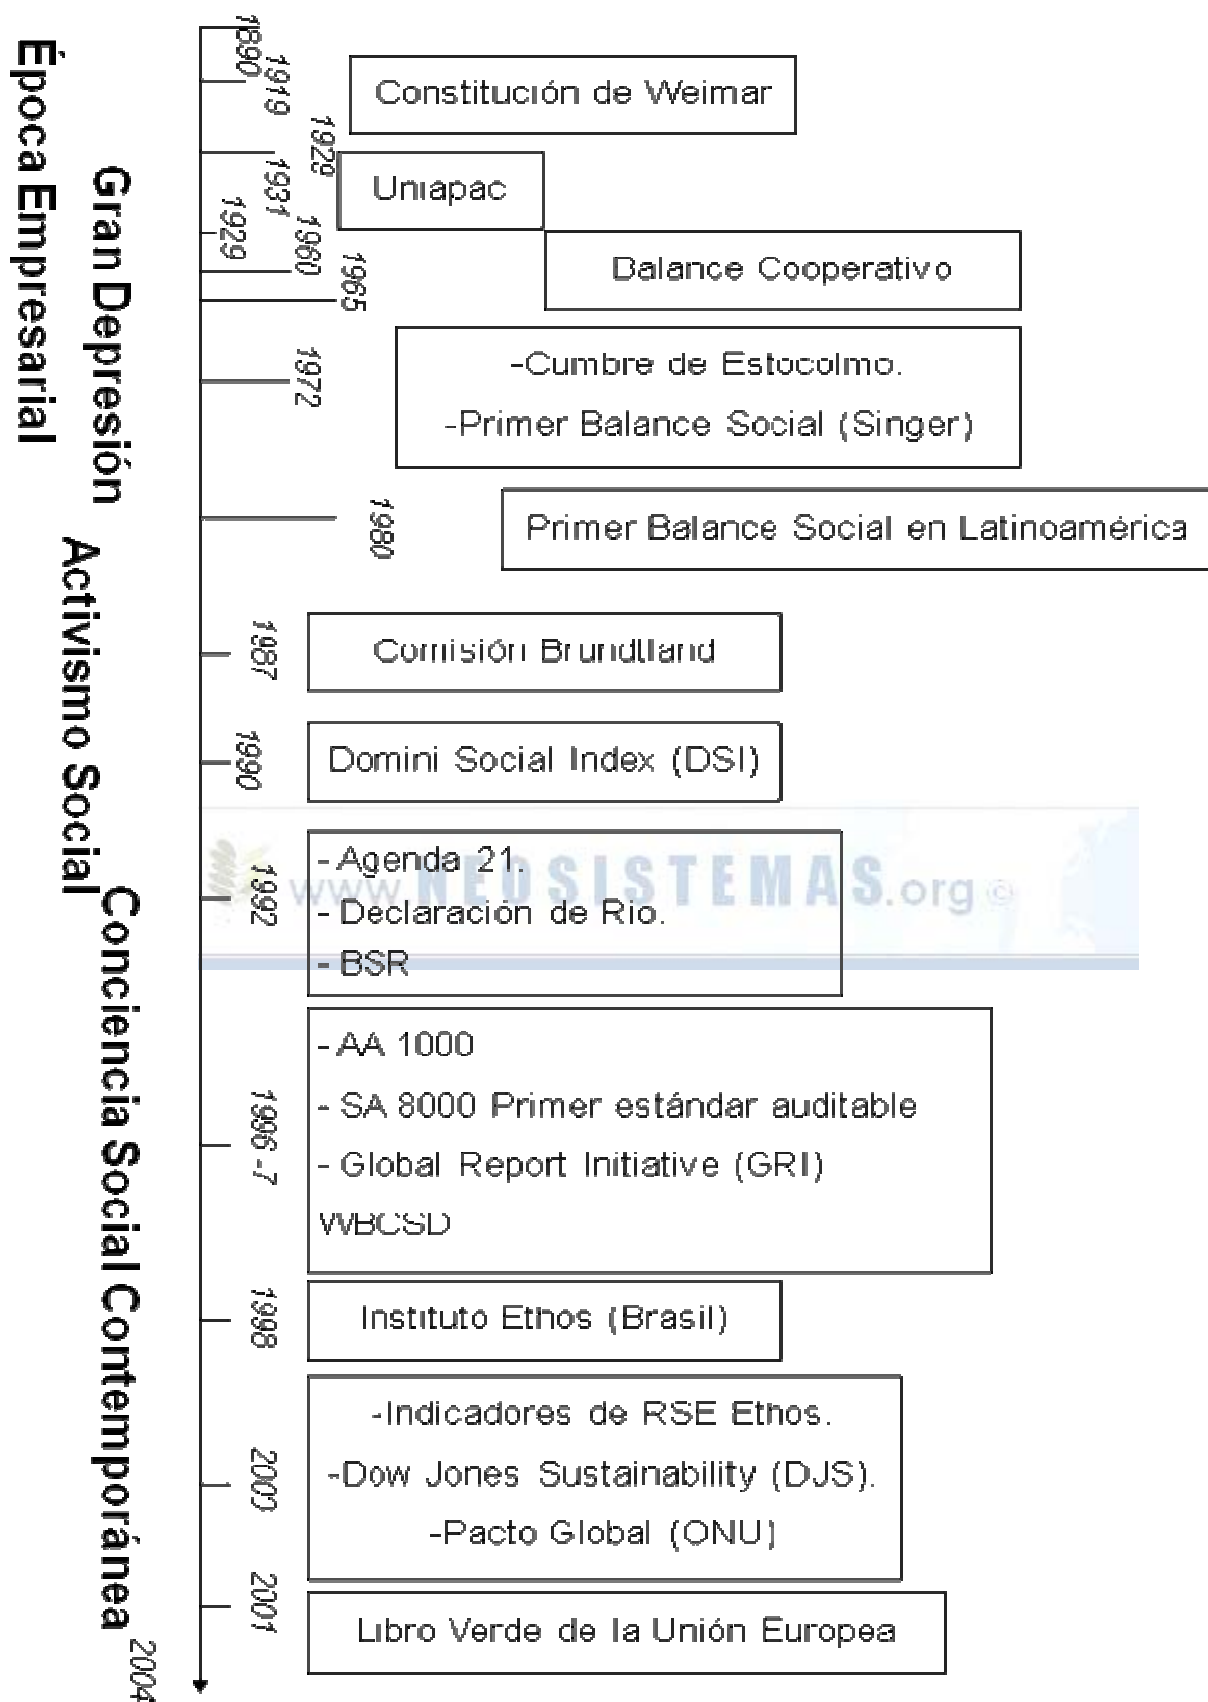 1890
1919
Constitución de Weimar
1929
1931
Uniapac
1929
1960
1965
Balance Cooperativo
1972
-Cumbre de Estocolmo.
-Primer Balance Social (Singer)
1980
Primer Balance Social en Latinoamérica
1987
Comisión Brundtland
1990
Domini Social Index (DSI)
www.NEOSISTEMAS.org ©
1992
- Agenda 21.
- Declaración de Rio.
- BSR
1996-7
- AA 1000
- SA 8000 Primer estándar auditable
- Global Report Initiative (GRI)
WBCSD
1998
Instituto Ethos (Brasil)
2000
-Indicadores de RSE Ethos.
-Dow Jones Sustainability (DJS).
-Pacto Global (ONU)
2001
Libro Verde de la Unión Europea
2004
Época Empresarial
Gran Depresión
Activismo Social
Conciencia Social Contemporánea